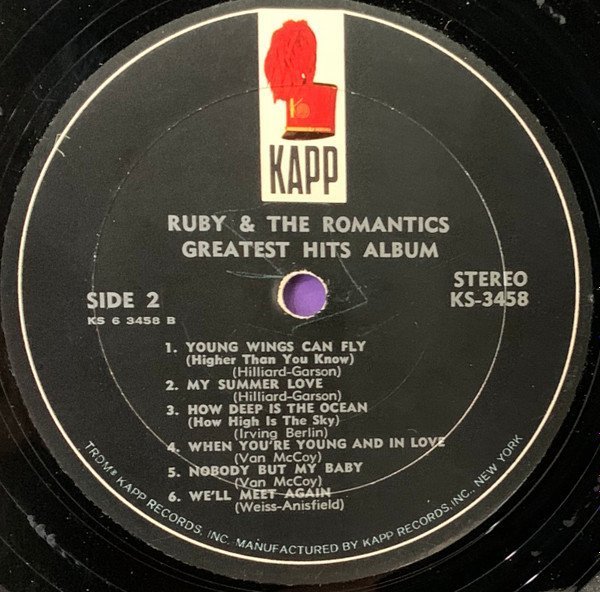 KAPP
RUBY & THE ROMANTICS
GREATEST HITS ALBUM
STEREO
SIDE 2
KS-3458
KS 6 3458 B
1. YOUNG WINGS CAN FLY
(Higher Than You Know)
(Hilliard-Garson)
2. MY SUMMER LOVE
(Hilliard-Garson)
3. HOW DEEP IS THE OCEAN
(How High Is The Sky)
(Irving Berlin)
4. WHEN YOU'RE YOUNG AND IN LOVE
(Van McCoy)
5. NOBODY BUT MY BABY
(Van McCoy)
6. WE'LL MEET AGAIN
(Weiss-Anisfield)
KAPP RECORDS, INC. MANUFACTURED BY KAPP RECORDS, INC., NEW YORK